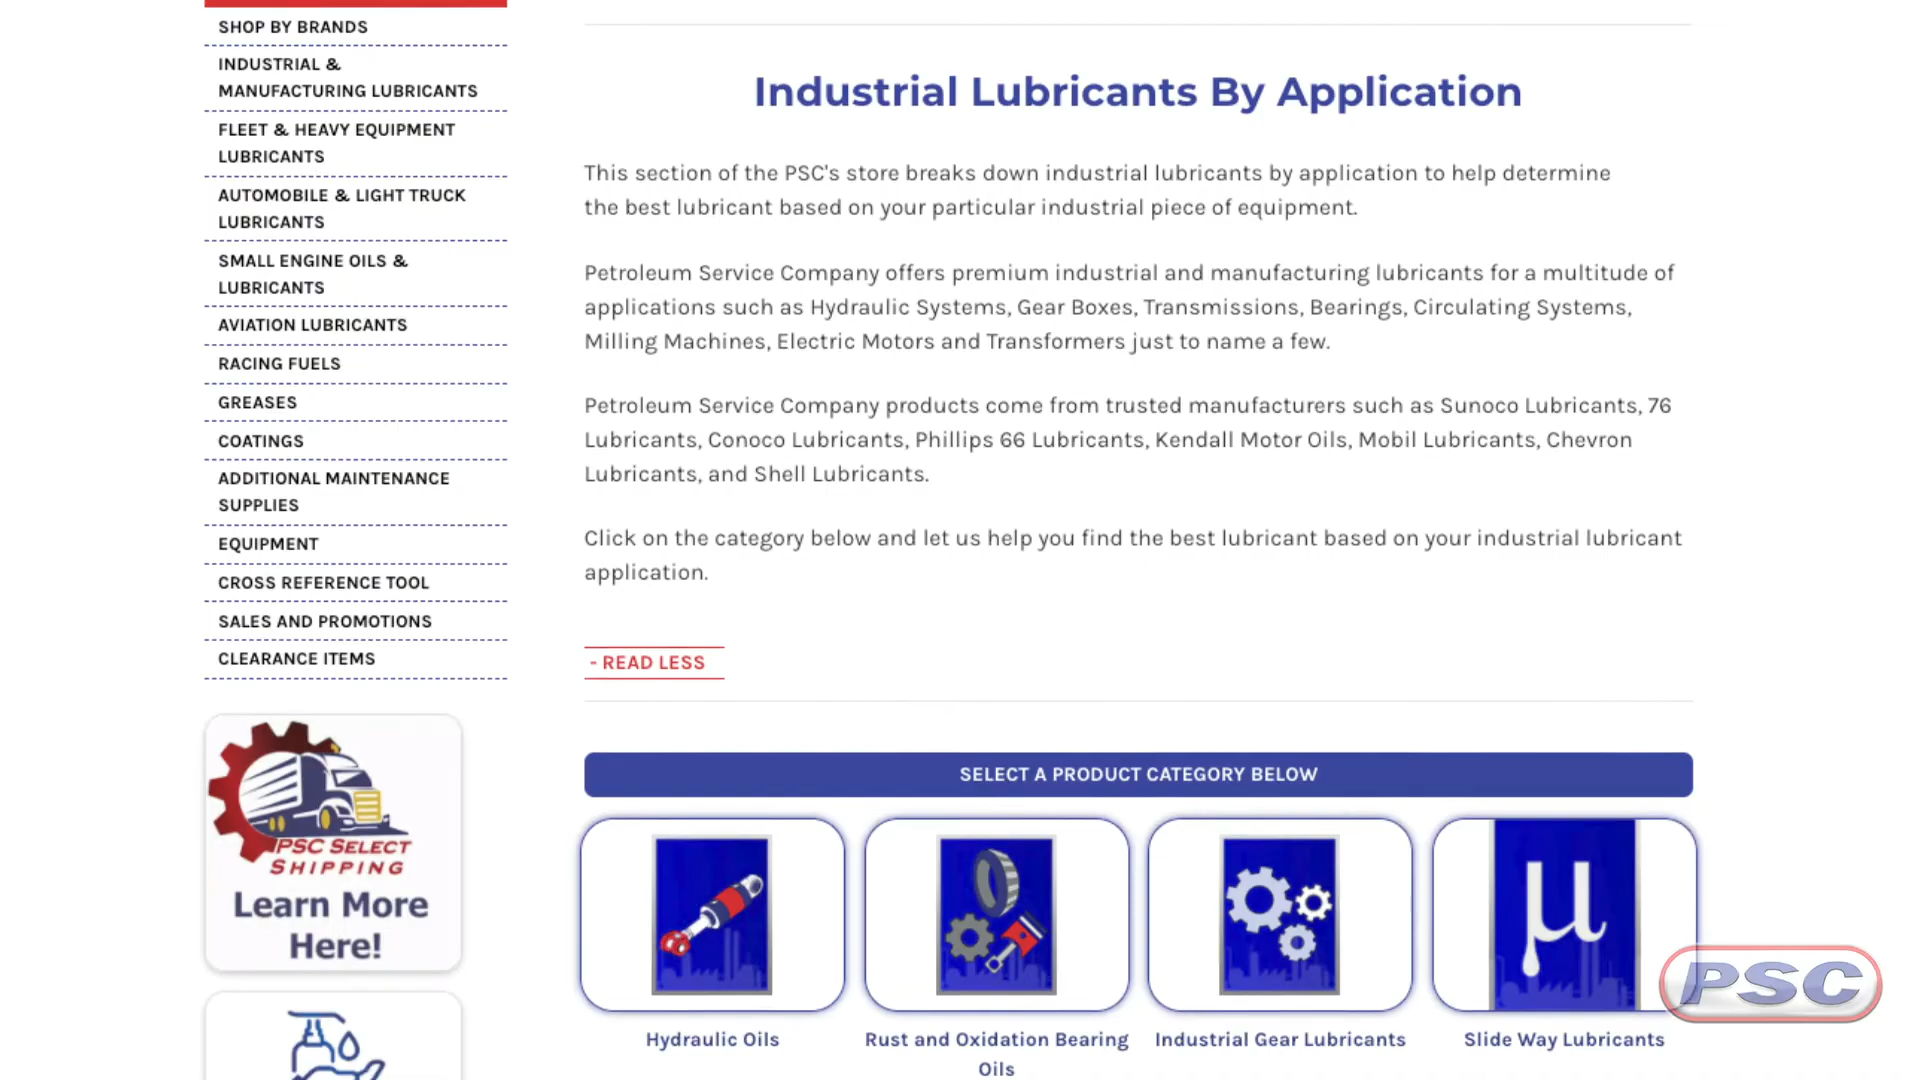 SHOP BY BRANDS
INDUSTRIAL &
MANUFACTURING LUBRICANTS
FLEET & HEAVY EQUIPMENT
LUBRICANTS
AUTOMOBILE & LIGHT TRUCK
LUBRICANTS
SMALL ENGINE OILS &
LUBRICANTS
AVIATION LUBRICANTS
RACING FUELS
GREASES
COATINGS
ADDITIONAL MAINTENANCE
SUPPLIES
EQUIPMENT
CROSS REFERENCE TOOL
SALES AND PROMOTIONS
CLEARANCE ITEMS
PSC SELECT
SHIPPING
Learn More
Here!
Industrial Lubricants By Application
This section of the PSC's store breaks down industrial lubricants by application to help determine
the best lubricant based on your particular industrial piece of equipment.
Petroleum Service Company offers premium industrial and manufacturing lubricants for a multitude of
applications such as Hydraulic Systems, Gear Boxes, Transmissions, Bearings, Circulating Systems,
Milling Machines, Electric Motors and Transformers just to name a few.
Petroleum Service Company products come from trusted manufacturers such as Sunoco Lubricants, 76
Lubricants, Conoco Lubricants, Phillips 66 Lubricants, Kendall Motor Oils, Mobil Lubricants, Chevron
Lubricants, and Shell Lubricants.
Click on the category below and let us help you find the best lubricant based on your industrial lubricant
application.
- READ LESS
SELECT A PRODUCT CATEGORY BELOW
μ
Hydraulic Oils
Rust and Oxidation Bearing
Oils
Industrial Gear Lubricants
Slide Way Lubricants
PSC